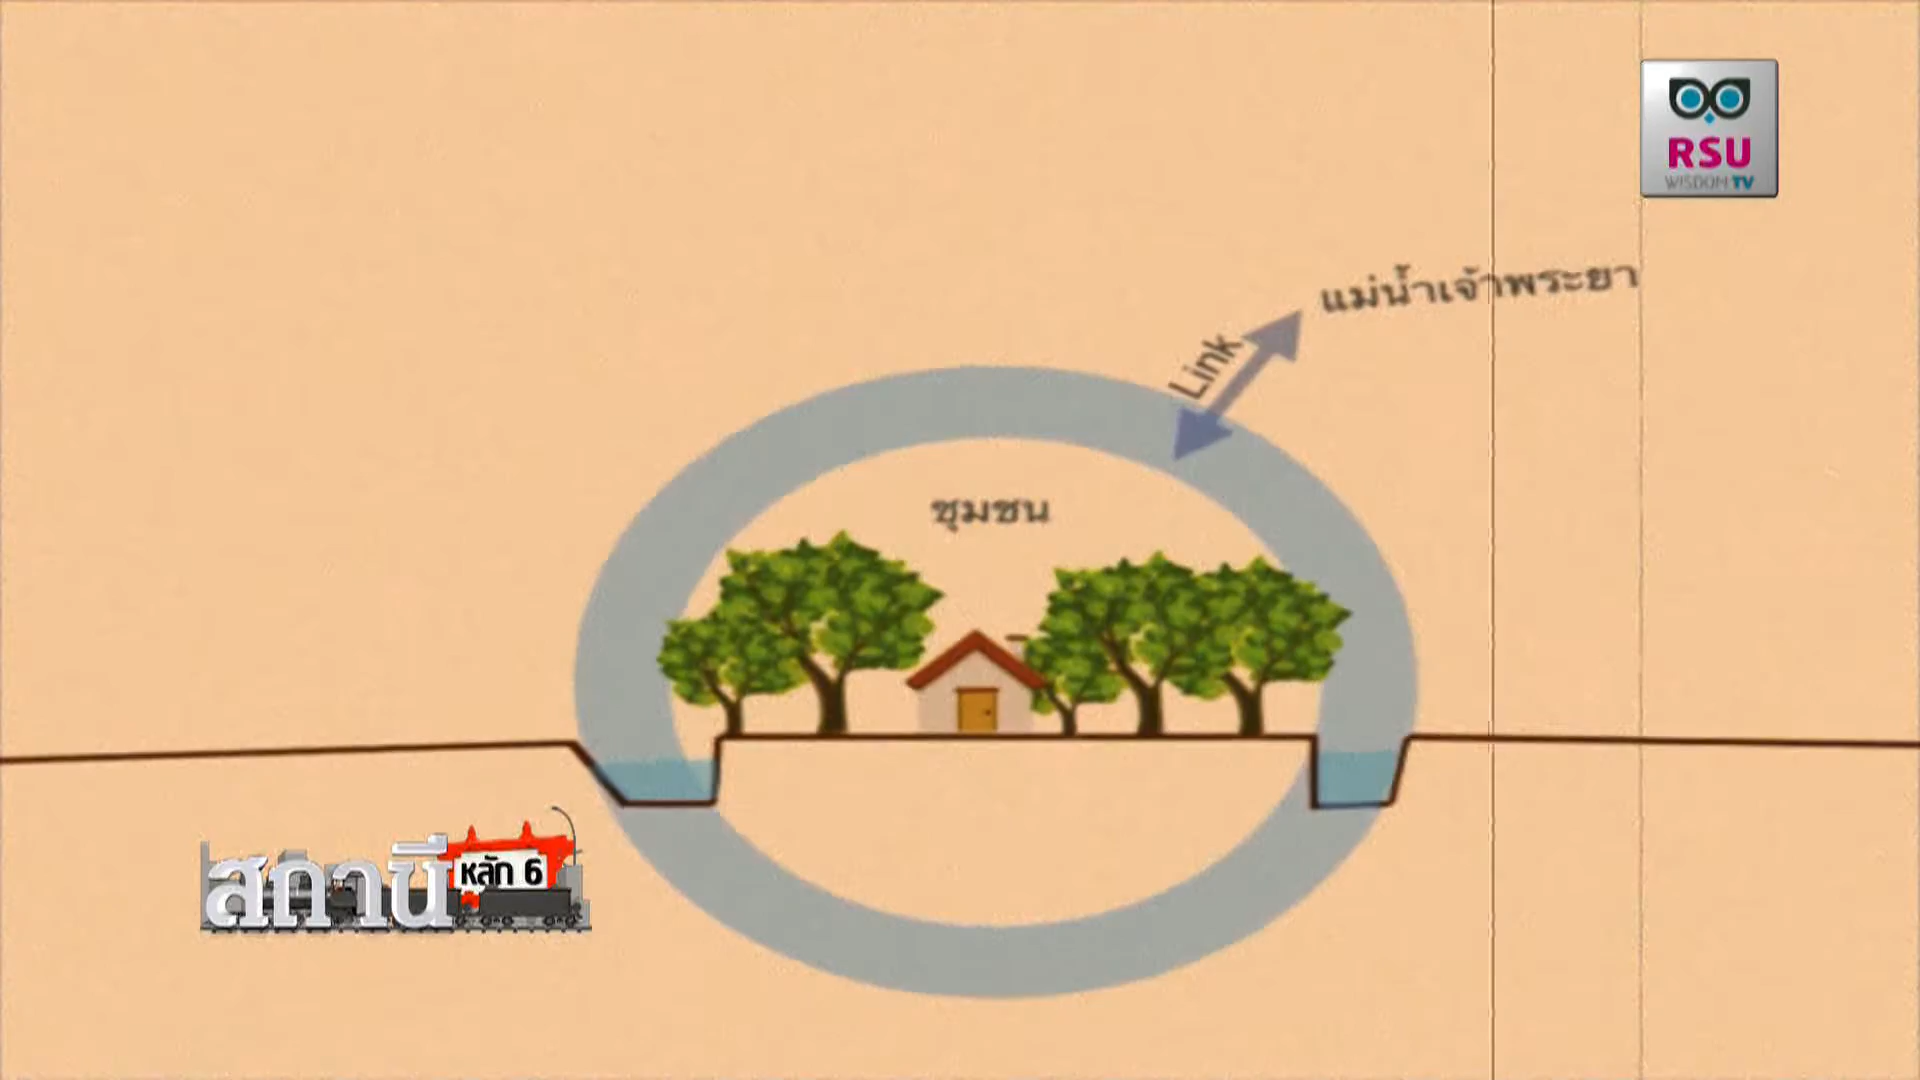 RSU
WISDOM TV
แม่น้ำเจ้าพระยา
Link
ชุมชน
สถานี
หลัก 6